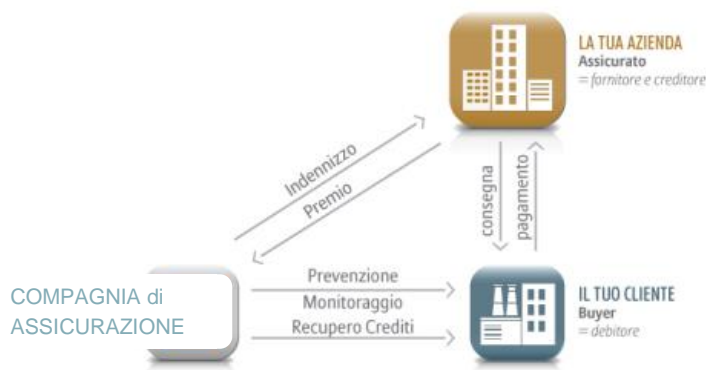 LA TUA AZIENDA
Assicurato
= fornitore e creditore
Indennizzo
Premio
consegna
pagamento
COMPAGNIA di
ASSICURAZIONE
Prevenzione
Monitoraggio
Recupero Crediti
IL TUO CLIENTE
Buyer
= debitore